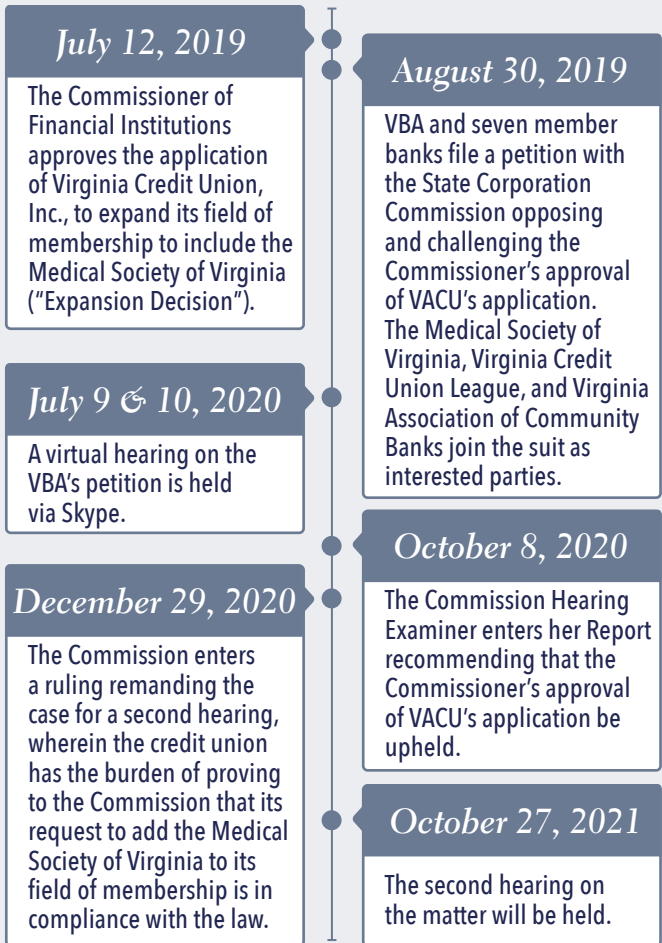 July 12, 2019
The Commissioner of
Financial Institutions
approves the application
of Virginia Credit Union,
Inc., to expand its field of
membership to include the
Medical Society of Virginia
(“Expansion Decision”).
August 30, 2019
VBA and seven member
banks file a petition with
the State Corporation
Commission opposing
and challenging the
Commissioner’s approval
of VACU’s application.
The Medical Society of
Virginia, Virginia Credit
Union League, and Virginia
Association of Community
Banks join the suit as
interested parties.
July 9 & 10, 2020
A virtual hearing on the
VBA’s petition is held
via Skype.
October 8, 2020
The Commission Hearing
Examiner enters her Report
recommending that the
Commissioner’s approval
of VACU’s application be
upheld.
December 29, 2020
The Commission enters
a ruling remanding the
case for a second hearing,
wherein the credit union
has the burden of proving
to the Commission that its
request to add the Medical
Society of Virginia to its
field of membership is in
compliance with the law.
October 27, 2021
The second hearing on
the matter will be held.